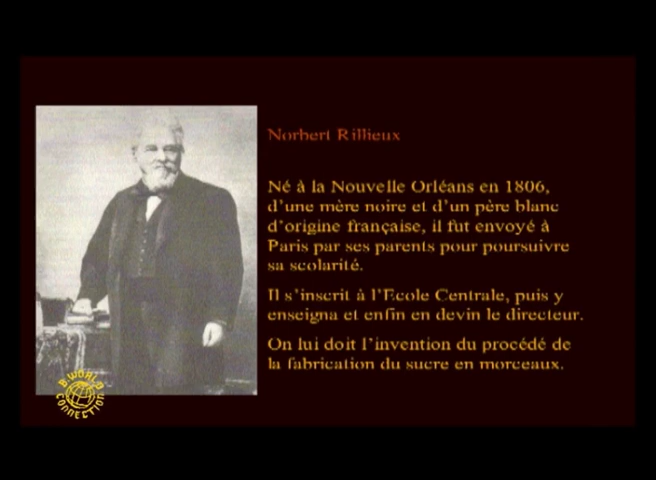 Norbert Rillieux
Né à la Nouvelle Orléans en 1806,
d'une mère noire et d'un père blanc
d'origine française, il fut envoyé à
Paris par ses parents pour poursuivre
sa scolarité.
Il s'inscrit à l'Ecole Centrale, puis y
enseigna et enfin en devin le directeur.
On lui doit l'invention du procédé de
la fabrication du sucre en morceaux.
B.WORLD
CONNECTION